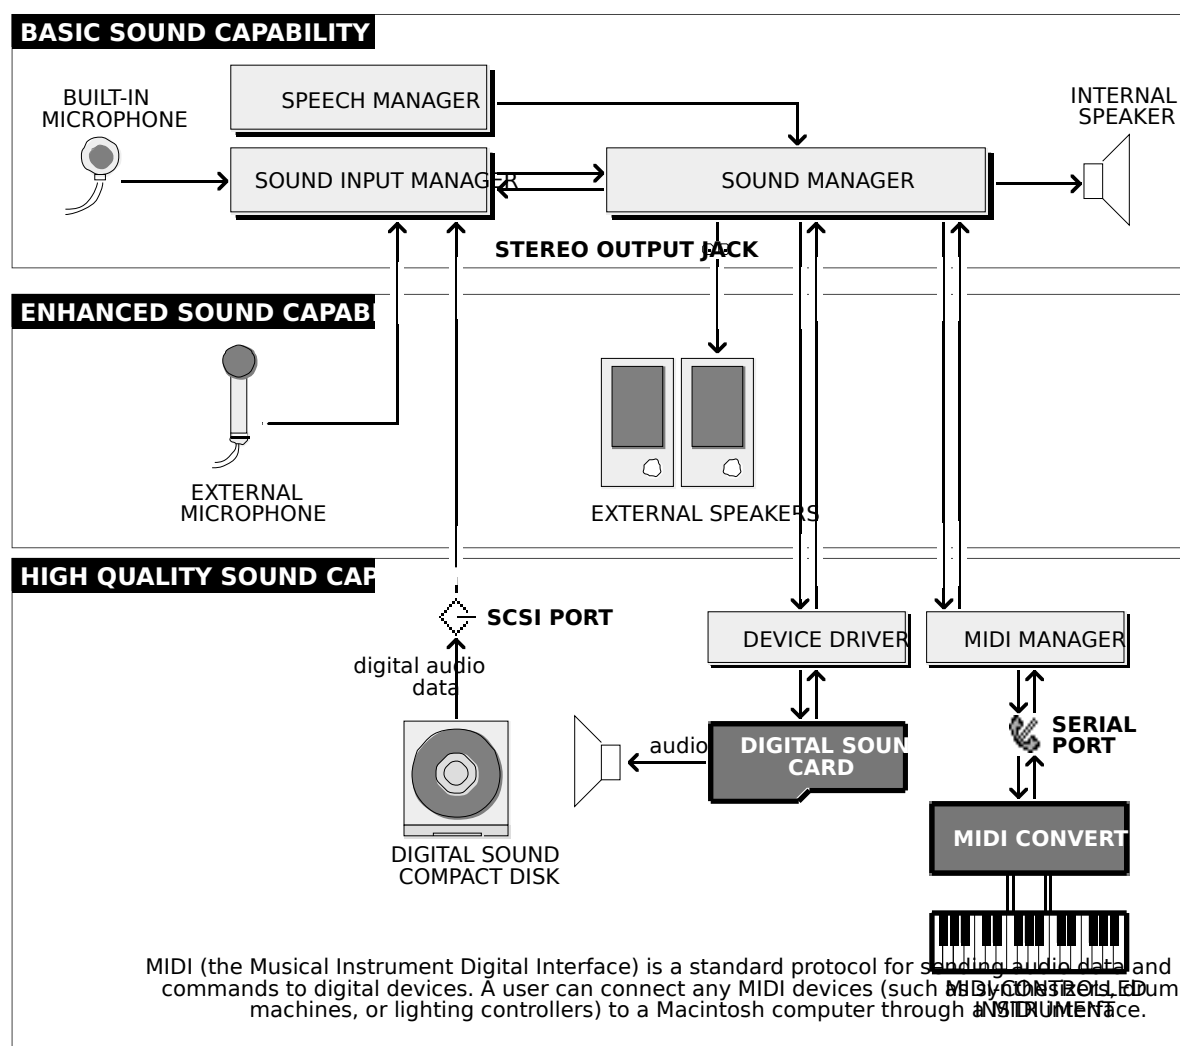 BASIC SOUND CAPABILITY
SPEECH MANAGER
BUILT-IN
MICROPHONE
INTERNAL
SPEAKER
SOUND INPUT MANAGER
SOUND MANAGER
STEREO OUTPUT JACK
ENHANCED SOUND CAPABI
EXTERNAL
MICROPHONE
EXTERNAL SPEAKERS
HIGH QUALITY SOUND CAP
SCSI PORT
DEVICE DRIVER
MIDI MANAGER
digital audio
data
SERIAL
PORT
audio
DIGITAL SOUN
CARD
MIDI CONVERT
DIGITAL SOUND
COMPACT DISK
MIDI (the Musical Instrument Digital Interface) is a standard protocol for sending audio data and
commands to digital devices. A user can connect any MIDI devices (such as synthesizers, drum
machines, or lighting controllers) to a Macintosh computer through a MIDI interface.
MIDI-CONTROLLED
INSTRUMENT